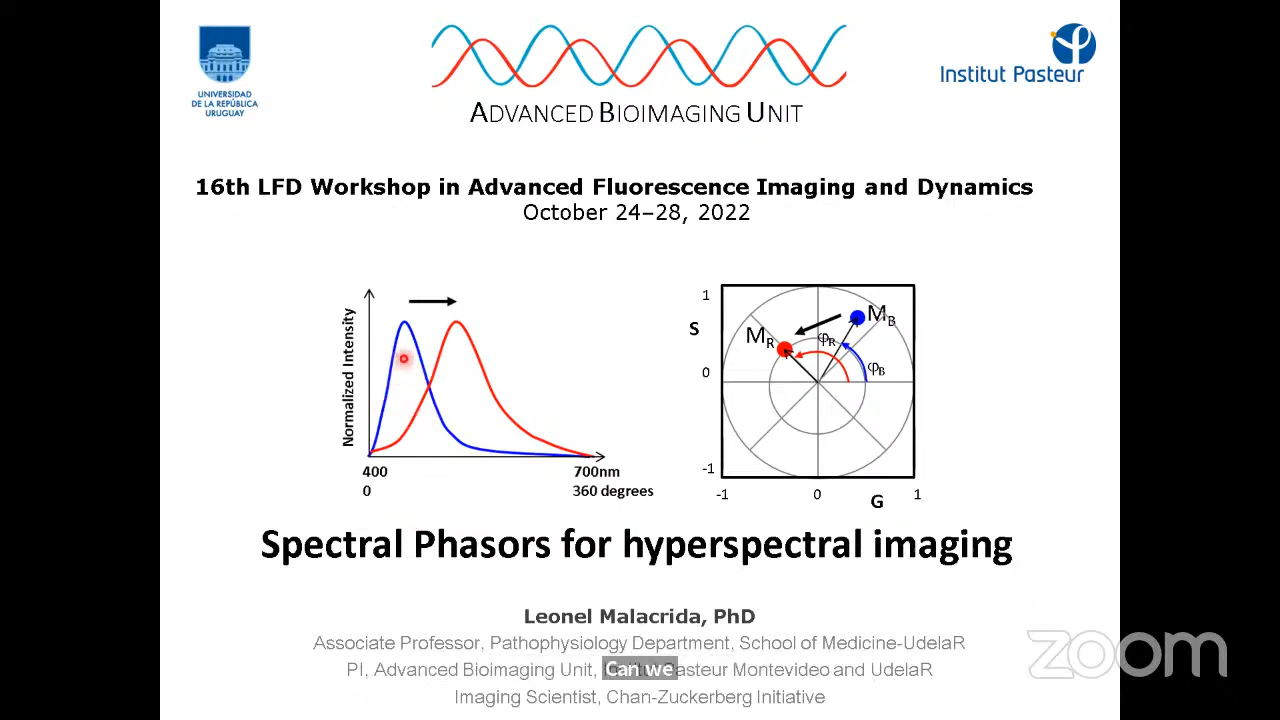 UNIVERSIDAD
DE LA REPÚBLICA
URUGUAY
Institut Pasteur
ADVANCED BIOIMAGING UNIT
16th LFD Workshop in Advanced Fluorescence Imaging and Dynamics
October 24–28, 2022
Normalized Intensity
400
700nm
0
360 degrees
1
S
0
-1
-1
0
1
G
MB
MR
φR
φB
Spectral Phasors for hyperspectral imaging
Leonel Malacrida, PhD
Associate Professor, Pathophysiology Department, School of Medicine-UdelaR
PI, Advanced Bioimaging Unit, Pasteur Montevideo and UdelaR
Can we
Imaging Scientist, Chan-Zuckerberg Initiative
zoom